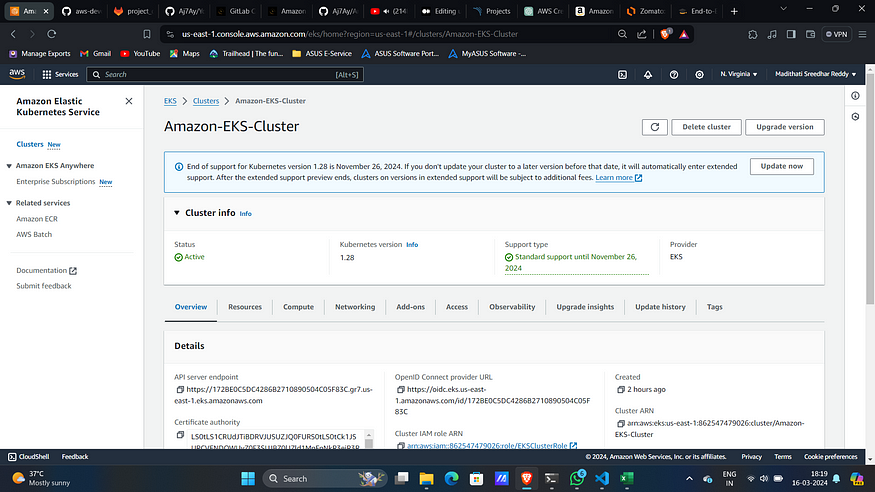 Ama
aws-dev
project_
Aj7Ay/Y
GitLab C
Amazon
Aj7Ay/A
(214
Editing
Projects
AWS Cre
Amazon
Zomato
End-to-E
us-east-1.console.aws.amazon.com/eks/home?region=us-east-1#/clusters/Amazon-EKS-Cluster
VPN
Manage Exports
Gmail
YouTube
Maps
Trailhead | The fun...
ASUS E-Service
ASUS Software Port...
MyASUS Software -...
aws
Services
Search
[Alt+S]
N. Virginia
Madithati Sreedhar Reddy
Amazon Elastic
Kubernetes Service
Clusters New
Amazon EKS Anywhere
Enterprise Subscriptions New
Related services
Amazon ECR
AWS Batch
Documentation
Submit feedback
EKS > Clusters > Amazon-EKS-Cluster
Amazon-EKS-Cluster
Delete cluster
Upgrade version
End of support for Kubernetes version 1.28 is November 26, 2024. If you don't update your cluster to a later version before that date, it will automatically enter extended
support. After the extended support preview ends, clusters on versions in extended support will be subject to additional fees. Learn more
Update now
Cluster info Info
Status
Active
Kubernetes version Info
1.28
Support type
Standard support until November 26,
2024
Provider
EKS
Overview
Resources
Compute
Networking
Add-ons
Access
Observability
Upgrade insights
Update history
Tags
Details
API server endpoint
https://172BE0C5DC4286B2710890504C05F83C.gr7.us-
east-1.eks.amazonaws.com
Certificate authority
OpenID Connect provider URL
https://oidc.eks.us-east-
1.amazonaws.com/id/172BE0C5DC4286B2710890504C05F
83C
Cluster IAM role ARN
arn:aws:iam::862547479026:role/EKSClusterRole
Created
2 hours ago
Cluster ARN
arn:aws:eks:us-east-1:862547479026:cluster/Amazon-
EKS-Cluster
CloudShell
Feedback
© 2024, Amazon Web Services, Inc. or its affiliates.
Privacy
Terms
Cookie preferences
37°C
Mostly sunny
Search
ENG
IN
18:19
16-03-2024